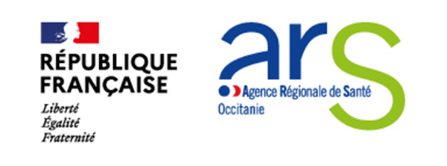 RÉPUBLIQUE
FRANÇAISE
Liberté
Égalité
Fraternité
ars
Agence Régionale de Santé
Occitanie